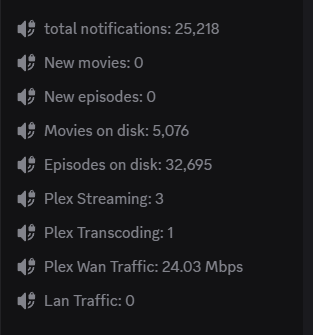 total notifications: 25,218
New movies: 0
New episodes: 0
Movies on disk: 5,076
Episodes on disk: 32,695
Plex Streaming: 3
Plex Transcoding: 1
Plex Wan Traffic: 24.03 Mbps
Lan Traffic: 0